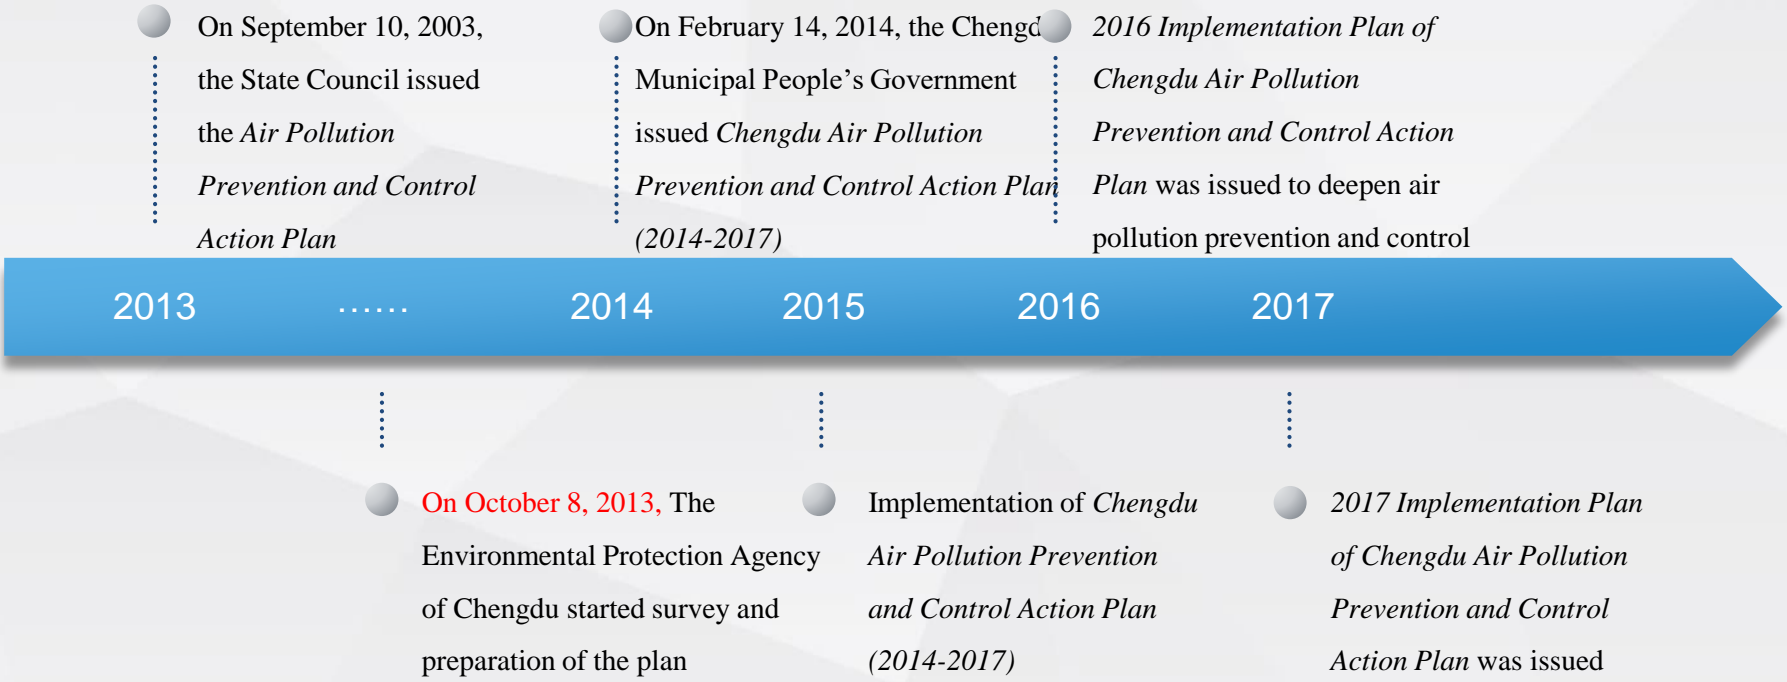 On September 10, 2003,
the State Council issued
the Air Pollution
Prevention and Control
Action Plan
On February 14, 2014, the Chengd
Municipal People's Government
issued Chengdu Air Pollution
Prevention and Control Action Plan
(2014-2017)
2016 Implementation Plan of
Chengdu Air Pollution
Prevention and Control Action
Plan was issued to deepen air
pollution prevention and control
2013 ...... 2014 2015 2016 2017
On October 8, 2013, The
Environmental Protection Agency
of Chengdu started survey and
preparation of the plan
Implementation of Chengdu
Air Pollution Prevention
and Control Action Plan
(2014-2017)
2017 Implementation Plan
of Chengdu Air Pollution
Prevention and Control
Action Plan was issued